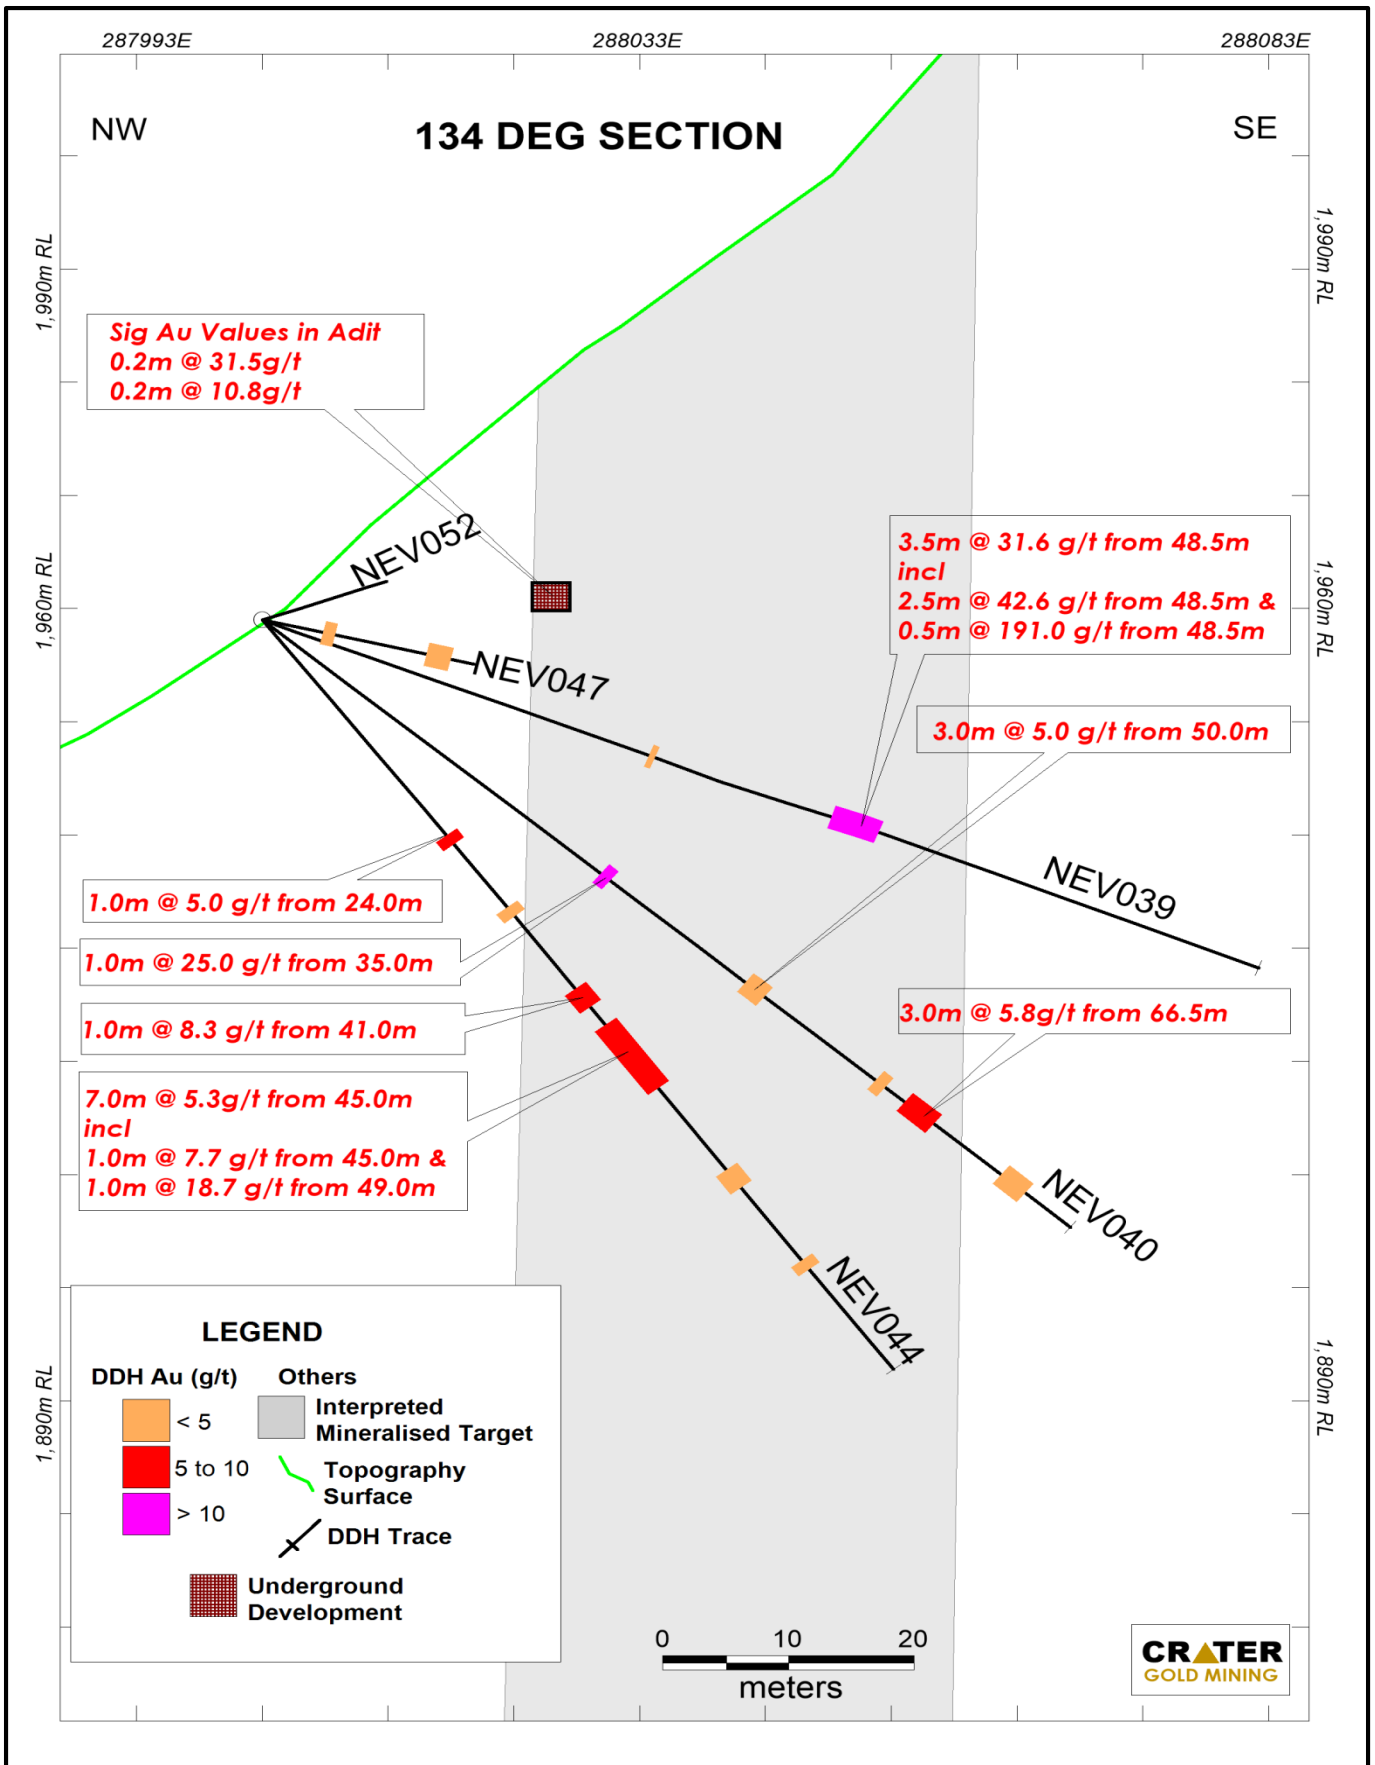 287993E
288033E
288083E
NW
134 DEG SECTION
SE
1,990m RL
1,990m RL
Sig Au Values in Adit
0.2m @ 31.5g/t
0.2m @ 10.8g/t
NEV052
3.5m @ 31.6 g/t from 48.5m
incl
2.5m @ 42.6 g/t from 48.5m &
0.5m @ 191.0 g/t from 48.5m
1,960m RL
1,960m RL
NEV047
3.0m @ 5.0 g/t from 50.0m
NEV039
1.0m @ 5.0 g/t from 24.0m
1.0m @ 25.0 g/t from 35.0m
1.0m @ 8.3 g/t from 41.0m
3.0m @ 5.8g/t from 66.5m
7.0m @ 5.3g/t from 45.0m
incl
1.0m @ 7.7 g/t from 45.0m &
1.0m @ 18.7 g/t from 49.0m
NEV040
NEV044
1,890m RL
1,890m RL
LEGEND
DDH Au (g/t)
Others
< 5
5 to 10
> 10
Interpreted
Mineralised Target
Topography
Surface
DDH Trace
Underground
Development
0 10 20
meters
CRATER
GOLD MINING